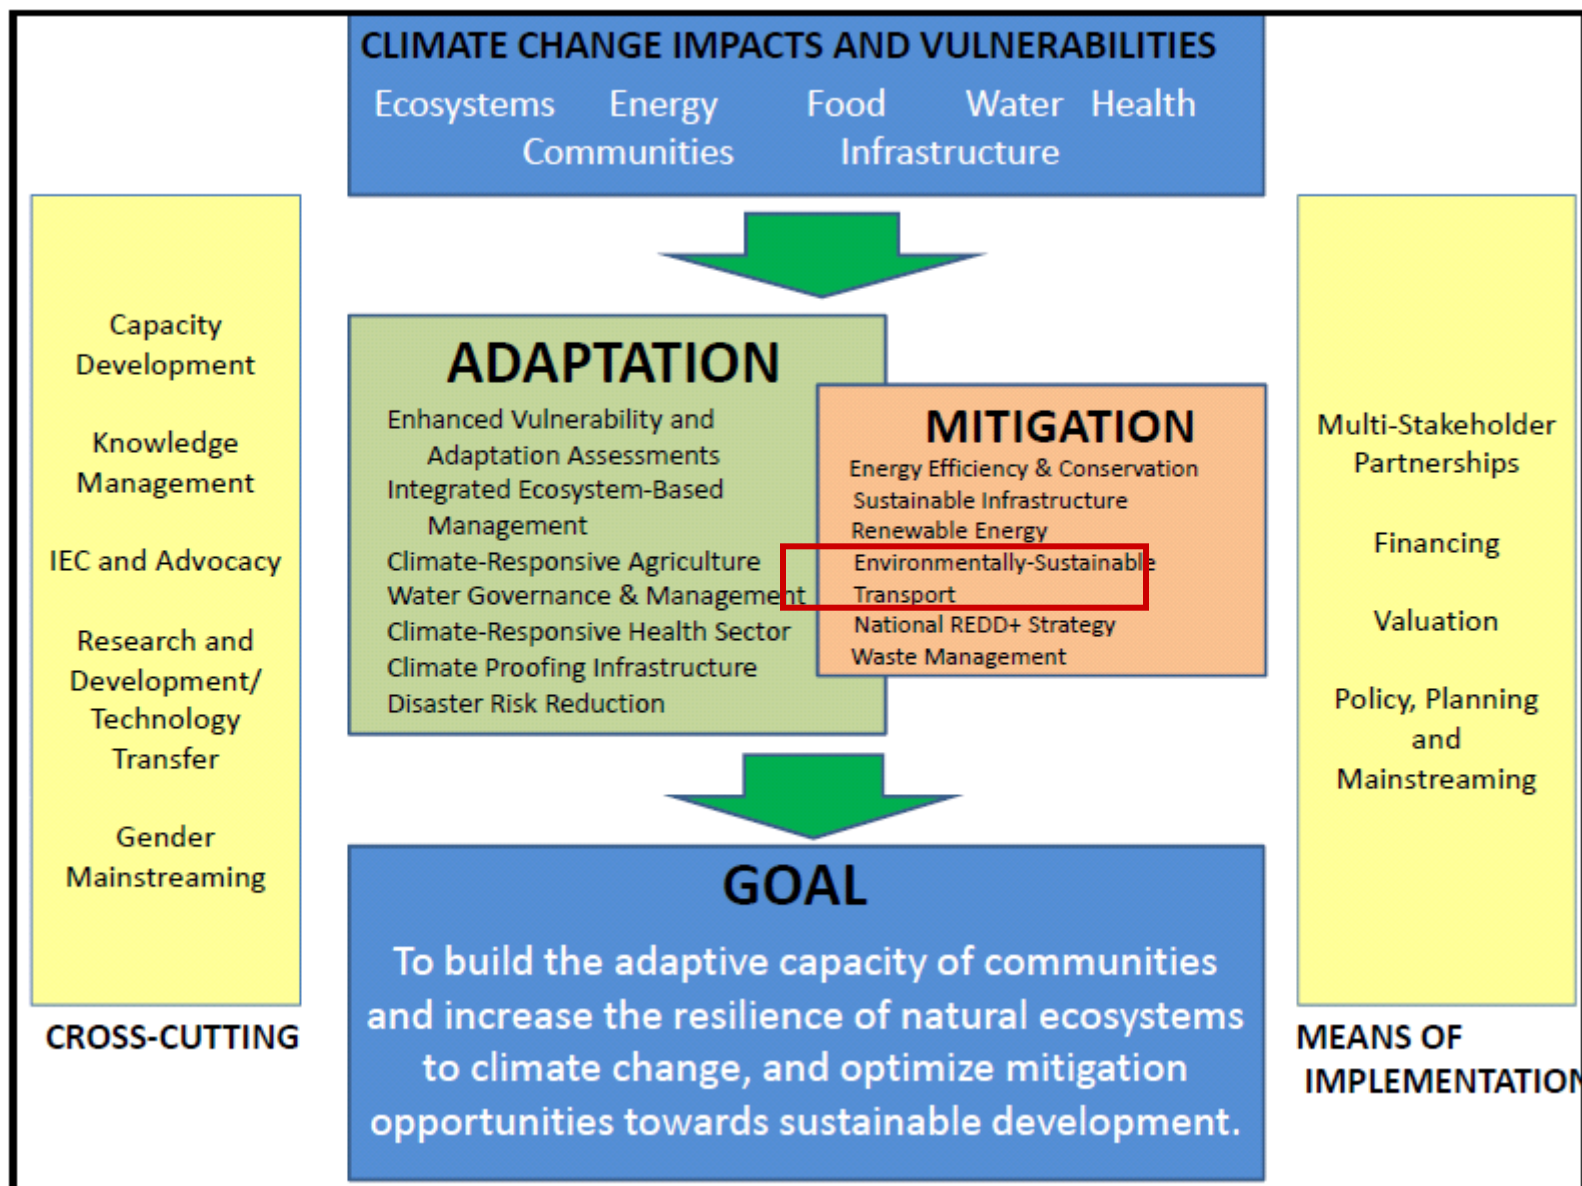 CLIMATE CHANGE IMPACTS AND VULNERABILITIES
Ecosystems Energy Food Water Health
Communities Infrastructure
Capacity
Development
Knowledge
Management
IEC and Advocacy
Research and
Development/
Technology
Transfer
Gender
Mainstreaming
CROSS-CUTTING
ADAPTATION
Enhanced Vulnerability and
Adaptation Assessments
Integrated Ecosystem-Based
Management
Climate-Responsive Agriculture
Water Governance & Management
Climate-Responsive Health Sector
Climate Proofing Infrastructure
Disaster Risk Reduction
MITIGATION
Energy Efficiency & Conservation
Sustainable Infrastructure
Renewable Energy
Environmentally-Sustainable
Transport
National REDD+ Strategy
Waste Management
Multi-Stakeholder
Partnerships
Financing
Valuation
Policy, Planning
and
Mainstreaming
MEANS OF
IMPLEMENTATION
GOAL
To build the adaptive capacity of communities
and increase the resilience of natural ecosystems
to climate change, and optimize mitigation
opportunities towards sustainable development.